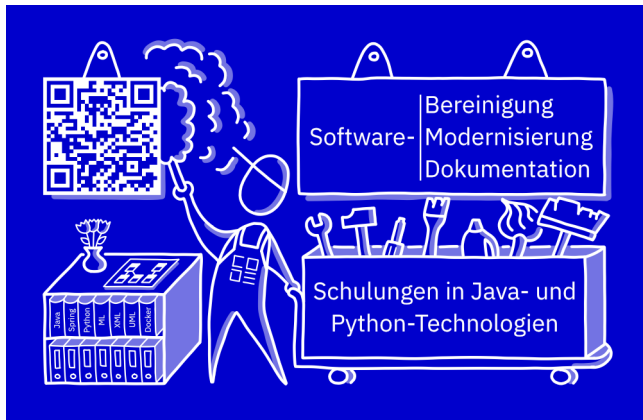 Software-
Bereinigung
Modernisierung
Dokumentation
Java
Spring
Python
ML
XML
UML
Docker
Schulungen in Java- und
Python-Technologien